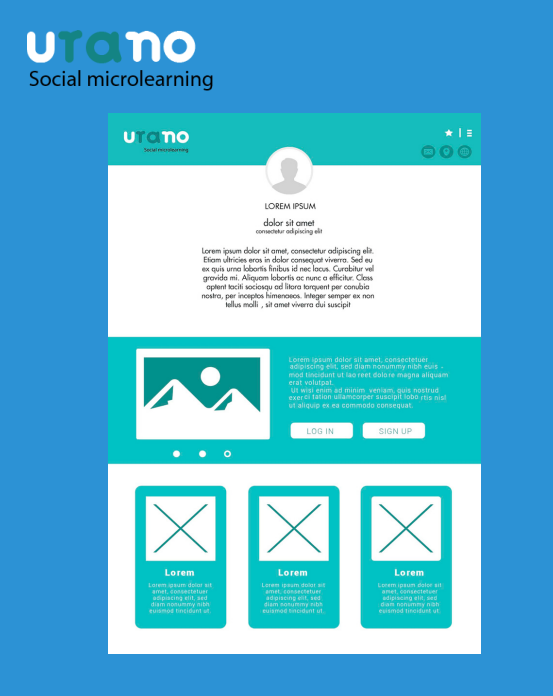 urano
Social microlearning
urano
Social microlearning
LOREM IPSUM
dolor sit amet
consectetur adipiscing elit
Lorem ipsum dolor sit amet, consectetur adipiscing elit.
Etiam ultricies eros in dolor consequat viverra. Sed eu
ex quis urna lobortis finibus id nec lacus. Curabitur vel
gravida mi. Aliquam lobortis ac nunc a efficitur. Class
aptent taciti sociosqu ad litora torquent per conubia
nostra, per inceptos himenaeos. Integer semper ex non
tellus molli , sit amet viverra dui suscipit
Lorem ipsum dolor sit amet, consectetuer
adipiscing elit, sed diam nonummy nibh euis -
mod tincidunt ut lao reet dolore magna aliquam
erat volutpat.
Ut wisi enim ad minim veniam, quis nostrud
exer ci tation ullamcorper suscipit lobo rtis nisl
ut aliquip ex ea commodo consequat.
LOG IN
SIGN UP
Lorem
Lorem ipsum dolor sit
amet, consectetuer
adipiscing elit, sed
diam nonummy nibh
euismod tincidunt ut.
Lorem
Lorem ipsum dolor sit
amet, consectetuer
adipiscing elit, sed
diam nonummy nibh
euismod tincidunt ut.
Lorem
Lorem ipsum dolor sit
amet, consectetuer
adipiscing elit, sed
diam nonummy nibh
euismod tincidunt ut.